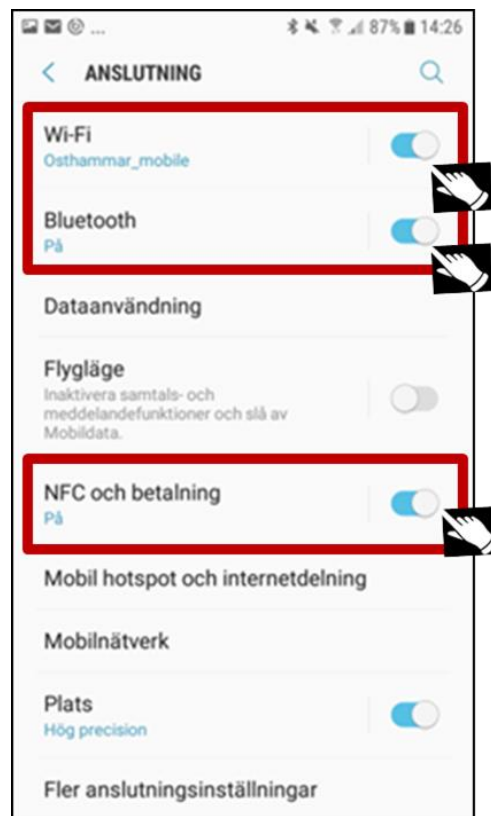 ... 87% 14:26
ANSLUTNING
Wi-Fi
Osthammar_mobile
Bluetooth
På
Dataanvändning
Flygläge
Inaktivera samtals- och
meddelandefunktioner och slå av
Mobildata.
NFC och betalning
På
Mobil hotspot och internetdelning
Mobilnätverk
Plats
Hög precision
Fler anslutningsinställningar